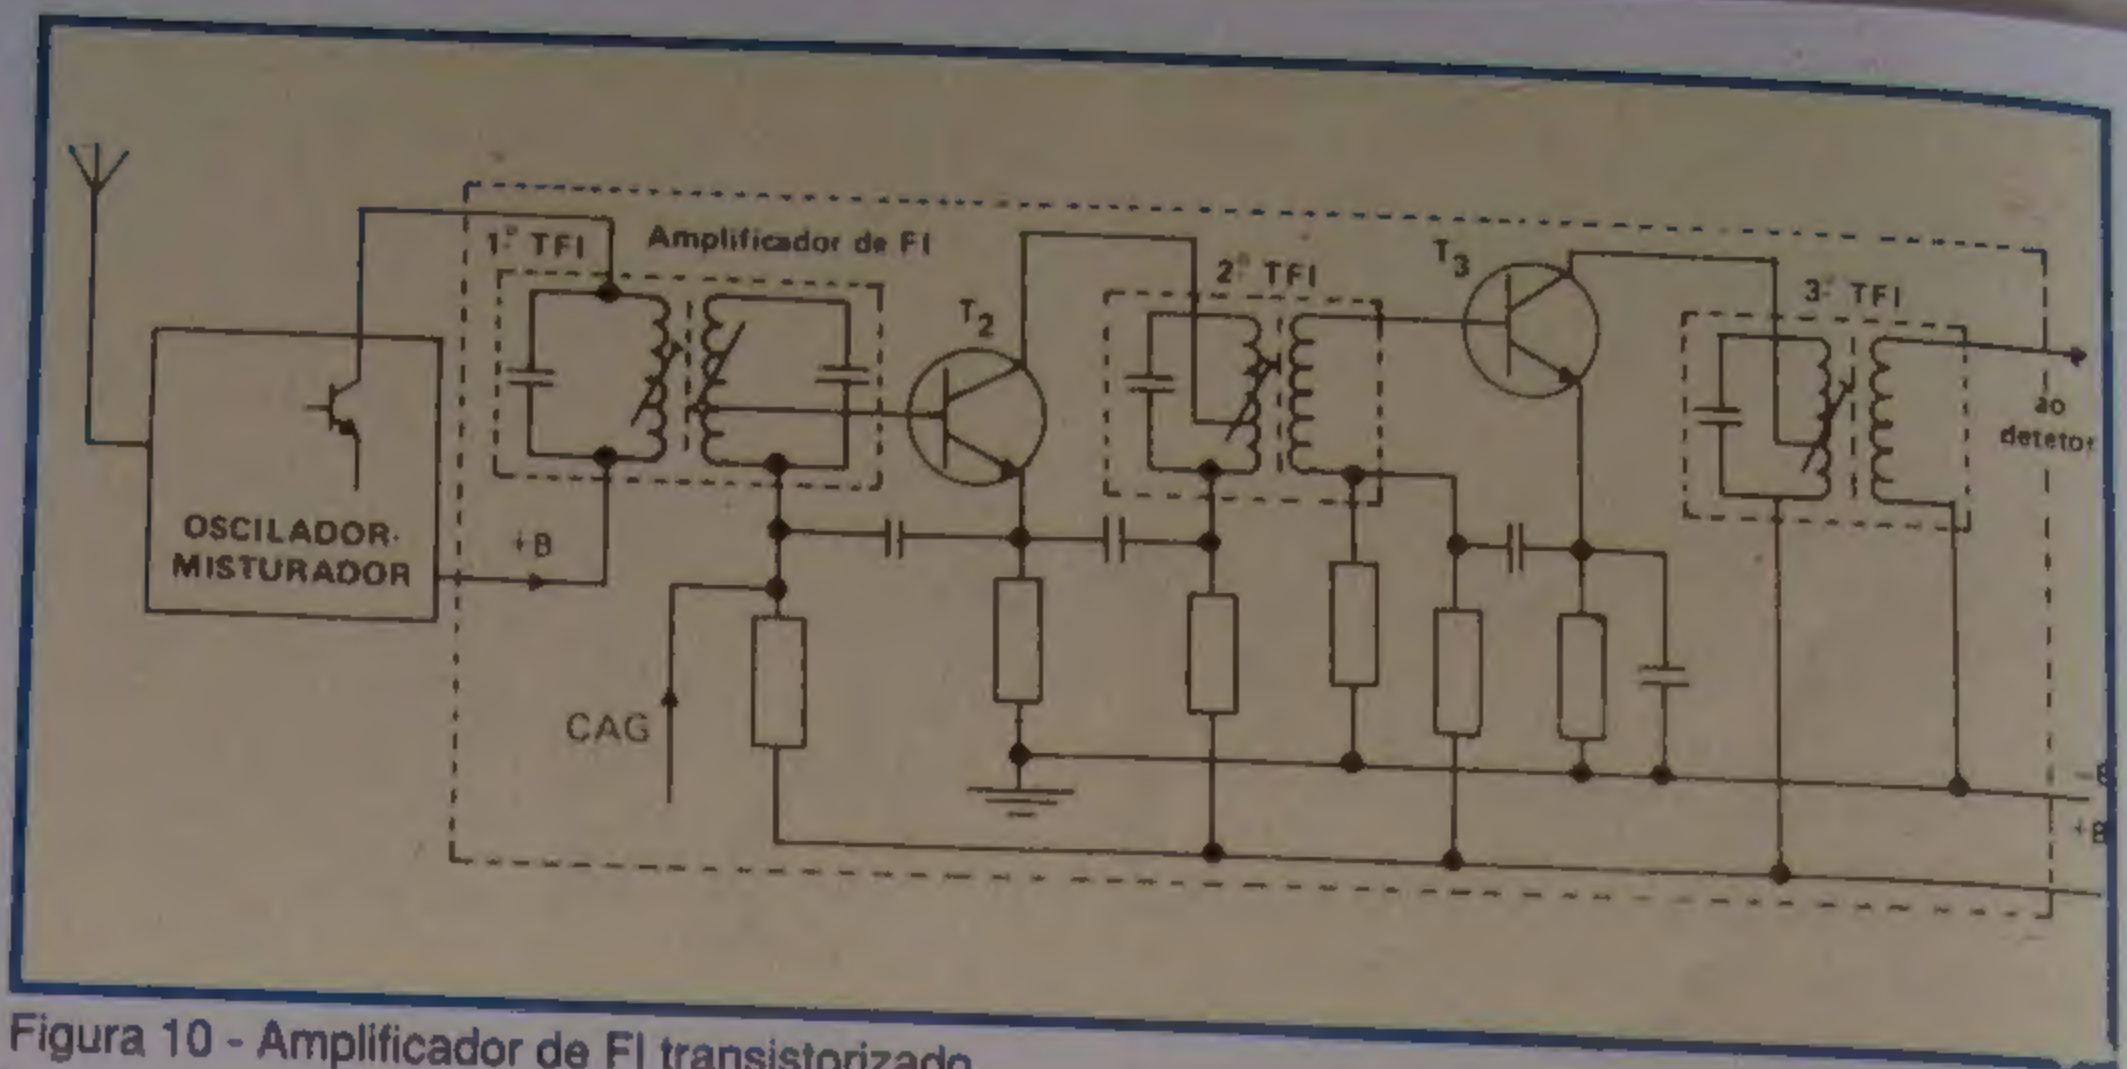 1º TFI
Amplificador de FI
T2
2º TFI
T3
3º TFI
ao
detetor
OSCILADOR-
MISTURADOR
+B
CAG
-B
+B
Figura 10 - Amplificador de FI transistorizado